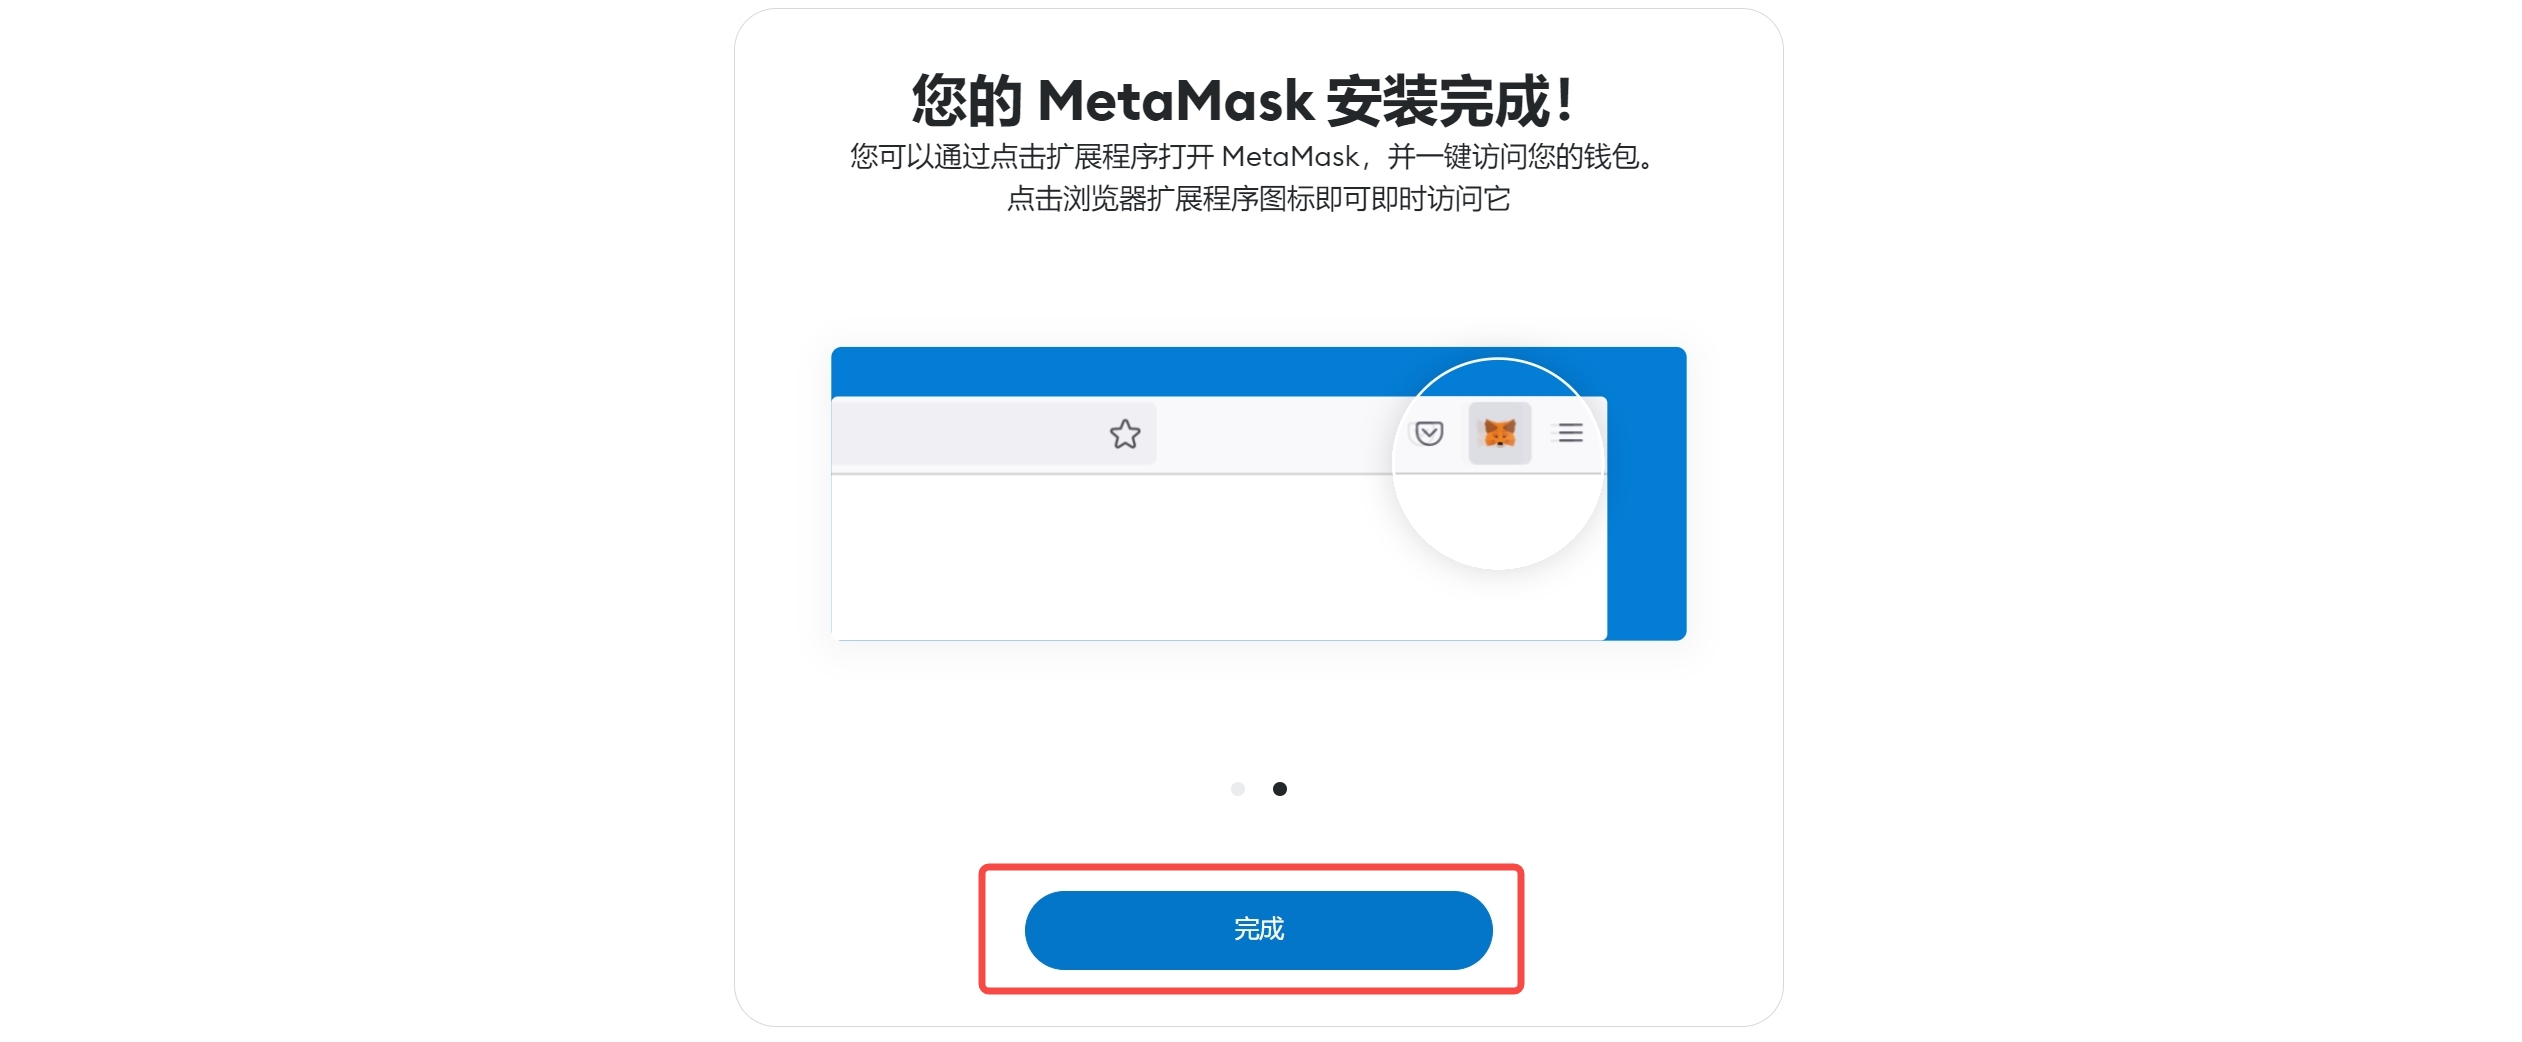 您的 MetaMask 安装完成！
您可以通过点击扩展程序打开 MetaMask，并一键访问您的钱包。
点击浏览器扩展程序图标即可即时访问它
完成